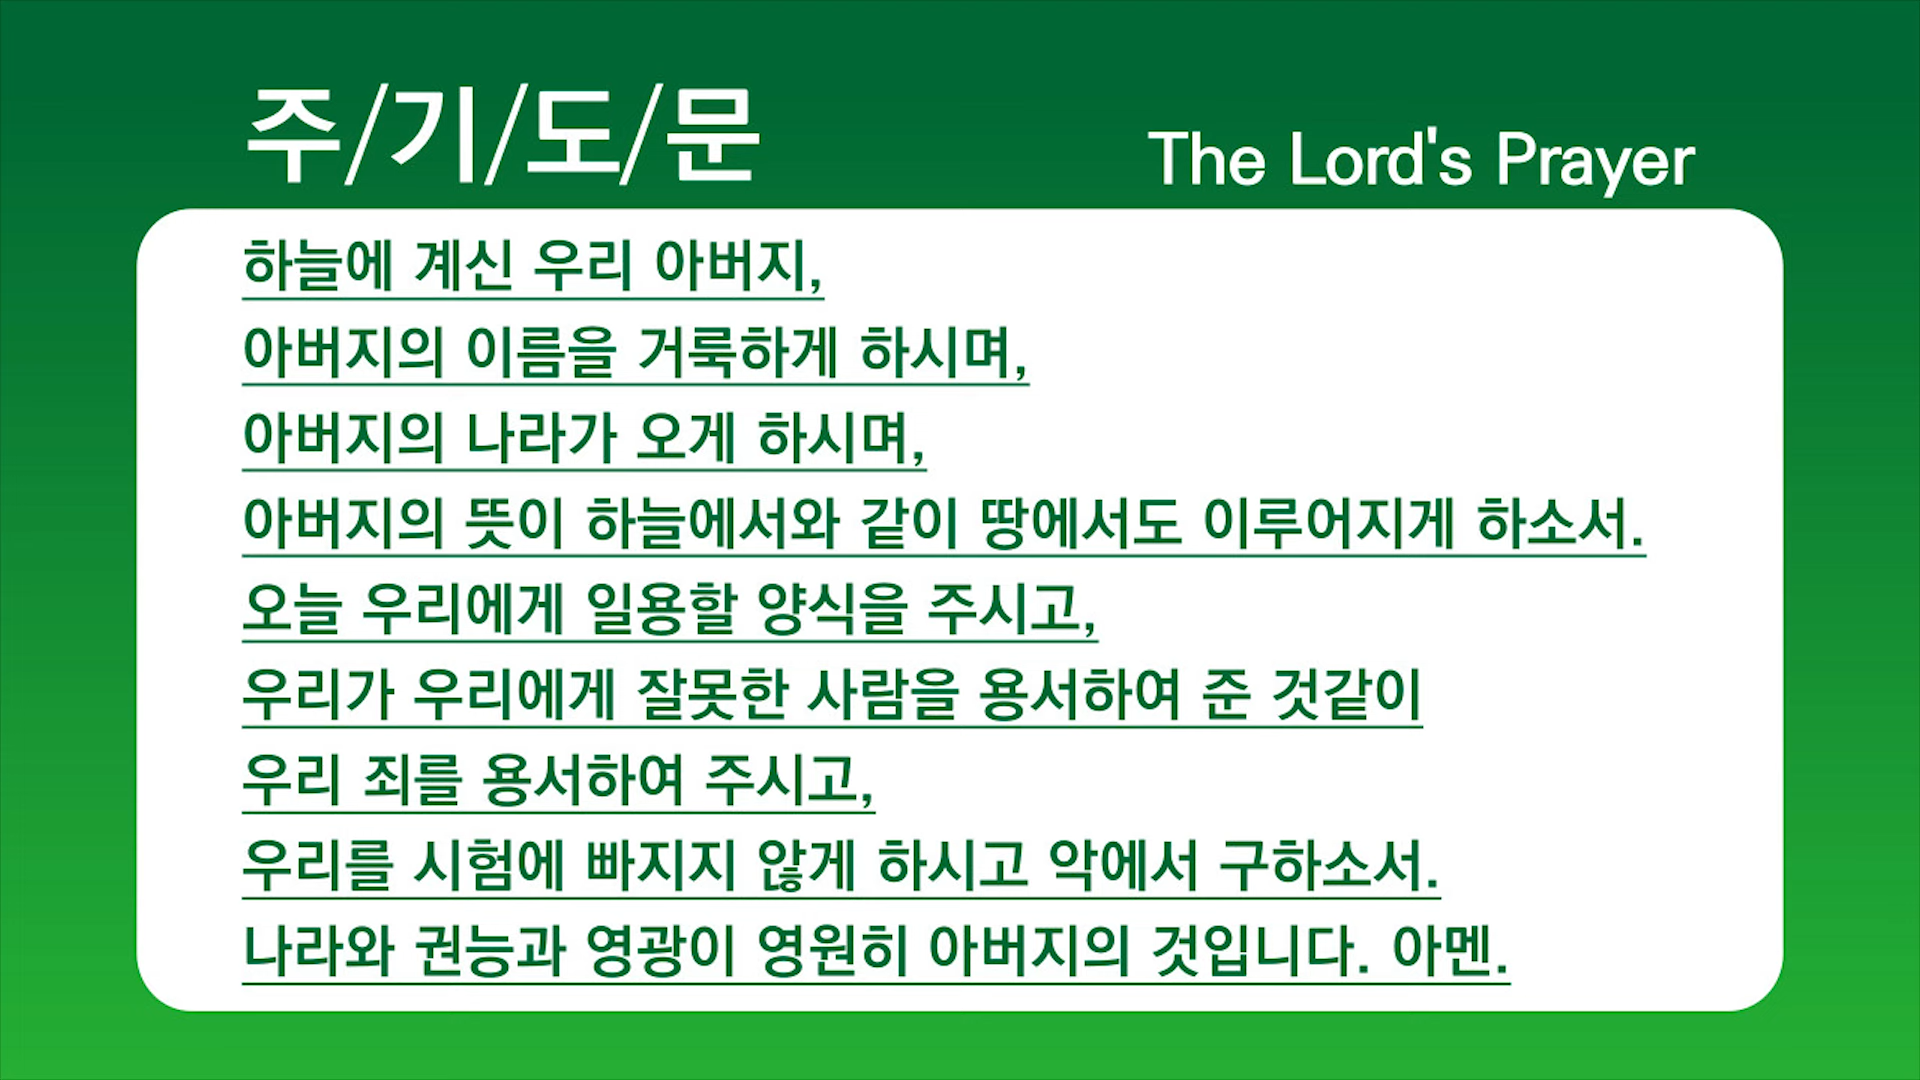 주/기/도/문
The Lord's Prayer
하늘에 계신 우리 아버지,
아버지의 이름을 거룩하게 하시며,
아버지의 나라가 오게 하시며,
아버지의 뜻이 하늘에서와 같이 땅에서도 이루어지게 하소서.
오늘 우리에게 일용할 양식을 주시고,
우리가 우리에게 잘못한 사람을 용서하여 준 것같이
우리 죄를 용서하여 주시고,
우리를 시험에 빠지지 않게 하시고 악에서 구하소서.
나라와 권능과 영광이 영원히 아버지의 것입니다. 아멘.